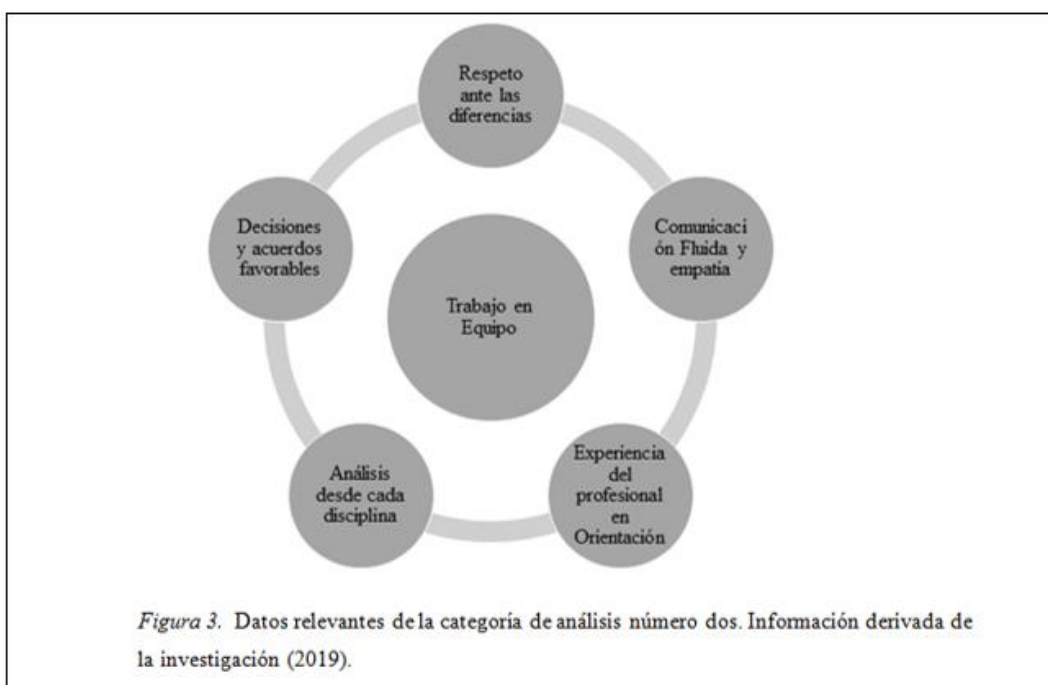 Respeto
ante las
diferencias
Comunicaci
ón Fluida y
empatía
Experiencia
del
profesional
en
Orientación
Análisis
desde cada
disciplina
Decisiones
y acuerdos
favorables
Trabajo en
Equipo
Figura 3. Datos relevantes de la categoría de análisis número dos. Información derivada de
la investigación (2019).